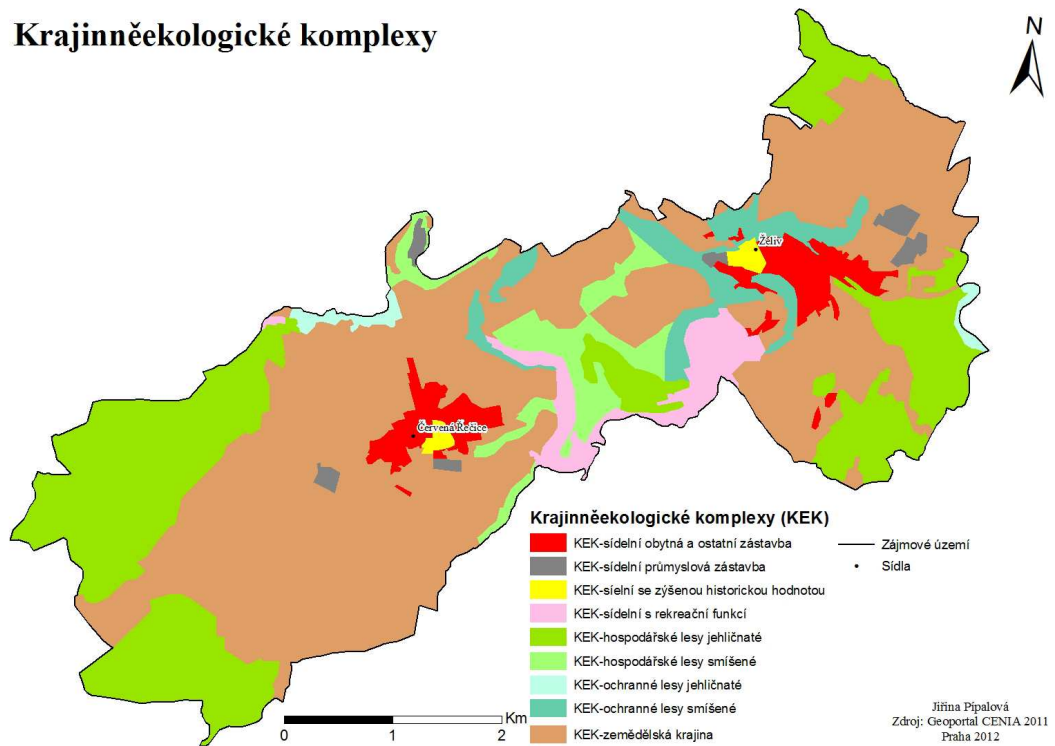 Krajinněekologické komplexy
N
Želiv
Červená Řečice
Krajinněekologické komplexy (KEK)
KEK-sídelní obytná a ostatní zástavba
KEK-sídelní průmyslová zástavba
KEK-síelní se zýšenou historickou hodnotou
KEK-sídelní s rekreační funkcí
KEK-hospodářské lesy jehličnaté
KEK-hospodářské lesy smíšené
KEK-ochranné lesy jehličnaté
KEK-ochranné lesy smíšené
KEK-zemědělská krajina
Zájmové území
Sídla
Km
0 1 2
Jiřina Pípalová
Zdroj: Geoportal CENIA 2011
Praha 2012